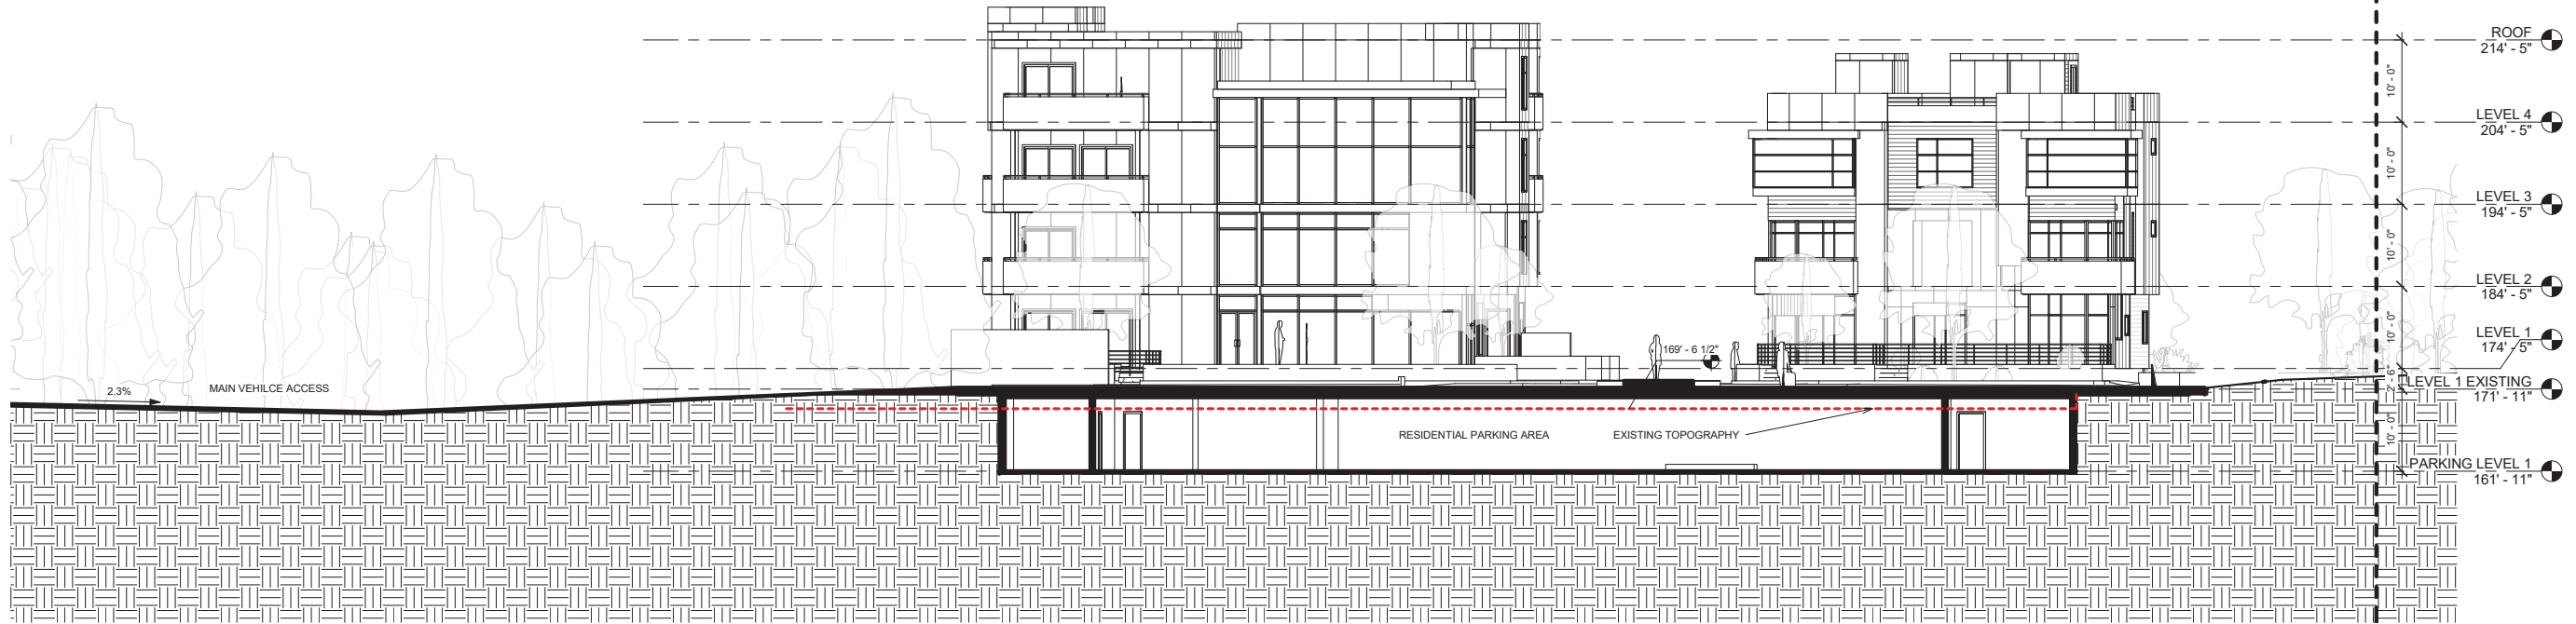 ROOF
214' - 5"
10' - 0"
LEVEL 4
204' - 5"
10' - 0"
LEVEL 3
194' - 5"
10' - 0"
LEVEL 2
184' - 5"
10' - 0"
LEVEL 1
174' - 5"
169' - 6 1/2"
2' - 6"
LEVEL 1 EXISTING
171' - 11"
2.3%
MAIN VEHILCE ACCESS
RESIDENTIAL PARKING AREA
EXISTING TOPOGRAPHY
10' - 0"
PARKING LEVEL 1
161' - 11"